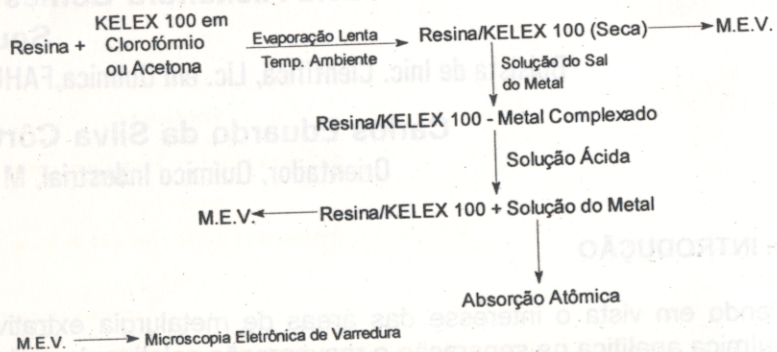 KELEX 100 em
Resina + Clorofórmio
ou Acetona
Evaporação Lenta
Temp. Ambiente
Resina/KELEX 100 (Seca)
M.E.V.
Solução do Sal
do Metal
Resina/KELEX 100 - Metal Complexado
Solução Ácida
M.E.V.
Resina/KELEX 100 + Solução do Metal
Absorção Atômica
M.E.V.
Microscopia Eletrônica de Varredura